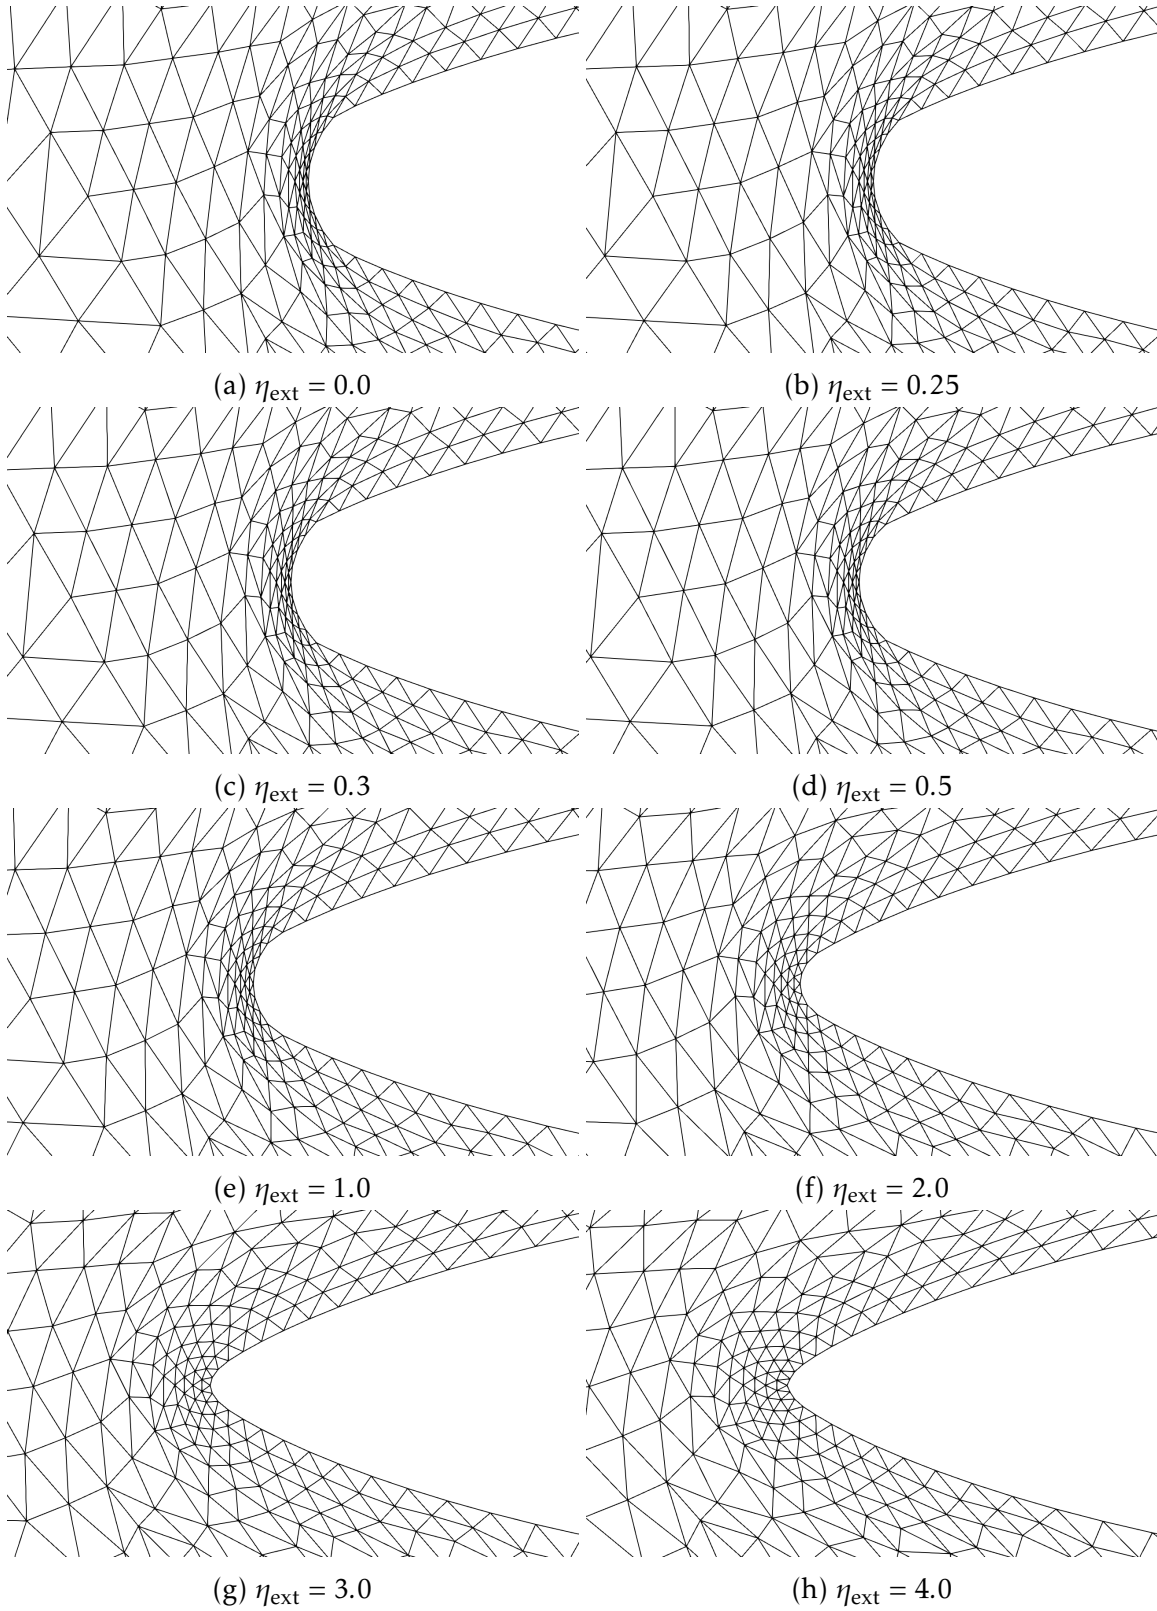 (a) η_ext = 0.0
(b) η_ext = 0.25
(c) η_ext = 0.3
(d) η_ext = 0.5
(e) η_ext = 1.0
(f) η_ext = 2.0
(g) η_ext = 3.0
(h) η_ext = 4.0